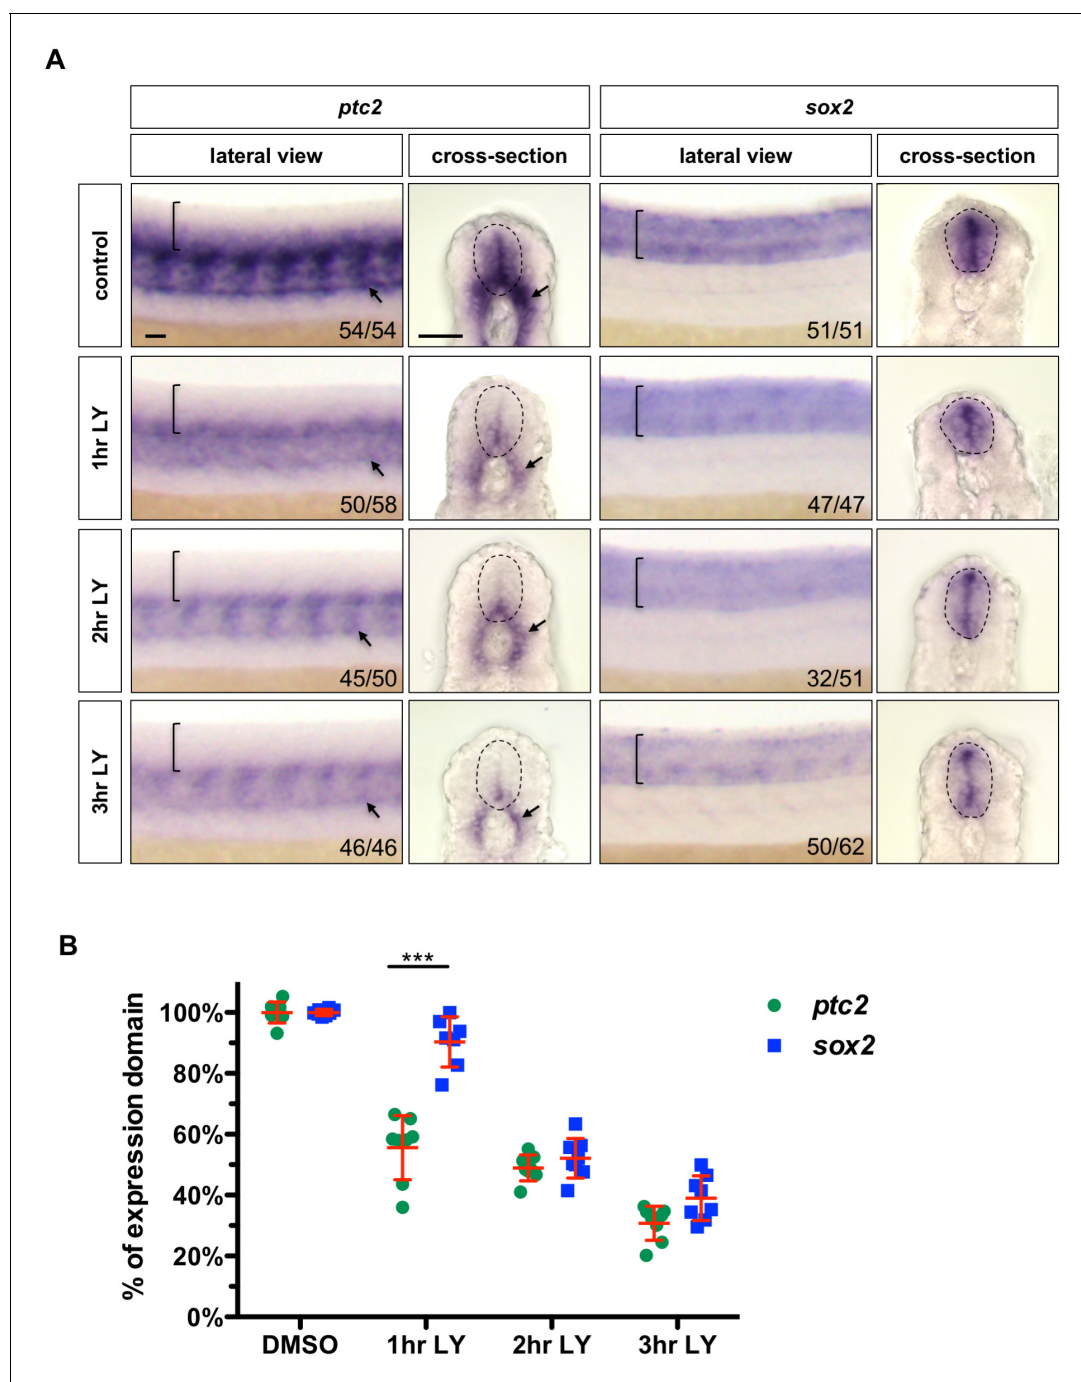 A
ptc2
sox2
lateral view
cross-section
lateral view
cross-section
control
54/54
51/51
1hr LY
50/58
47/47
2hr LY
45/50
32/51
3hr LY
46/46
50/62
B
***
% of expression domain
100%
80%
60%
40%
20%
0%
DMSO
1hr LY
2hr LY
3hr LY
ptc2
sox2